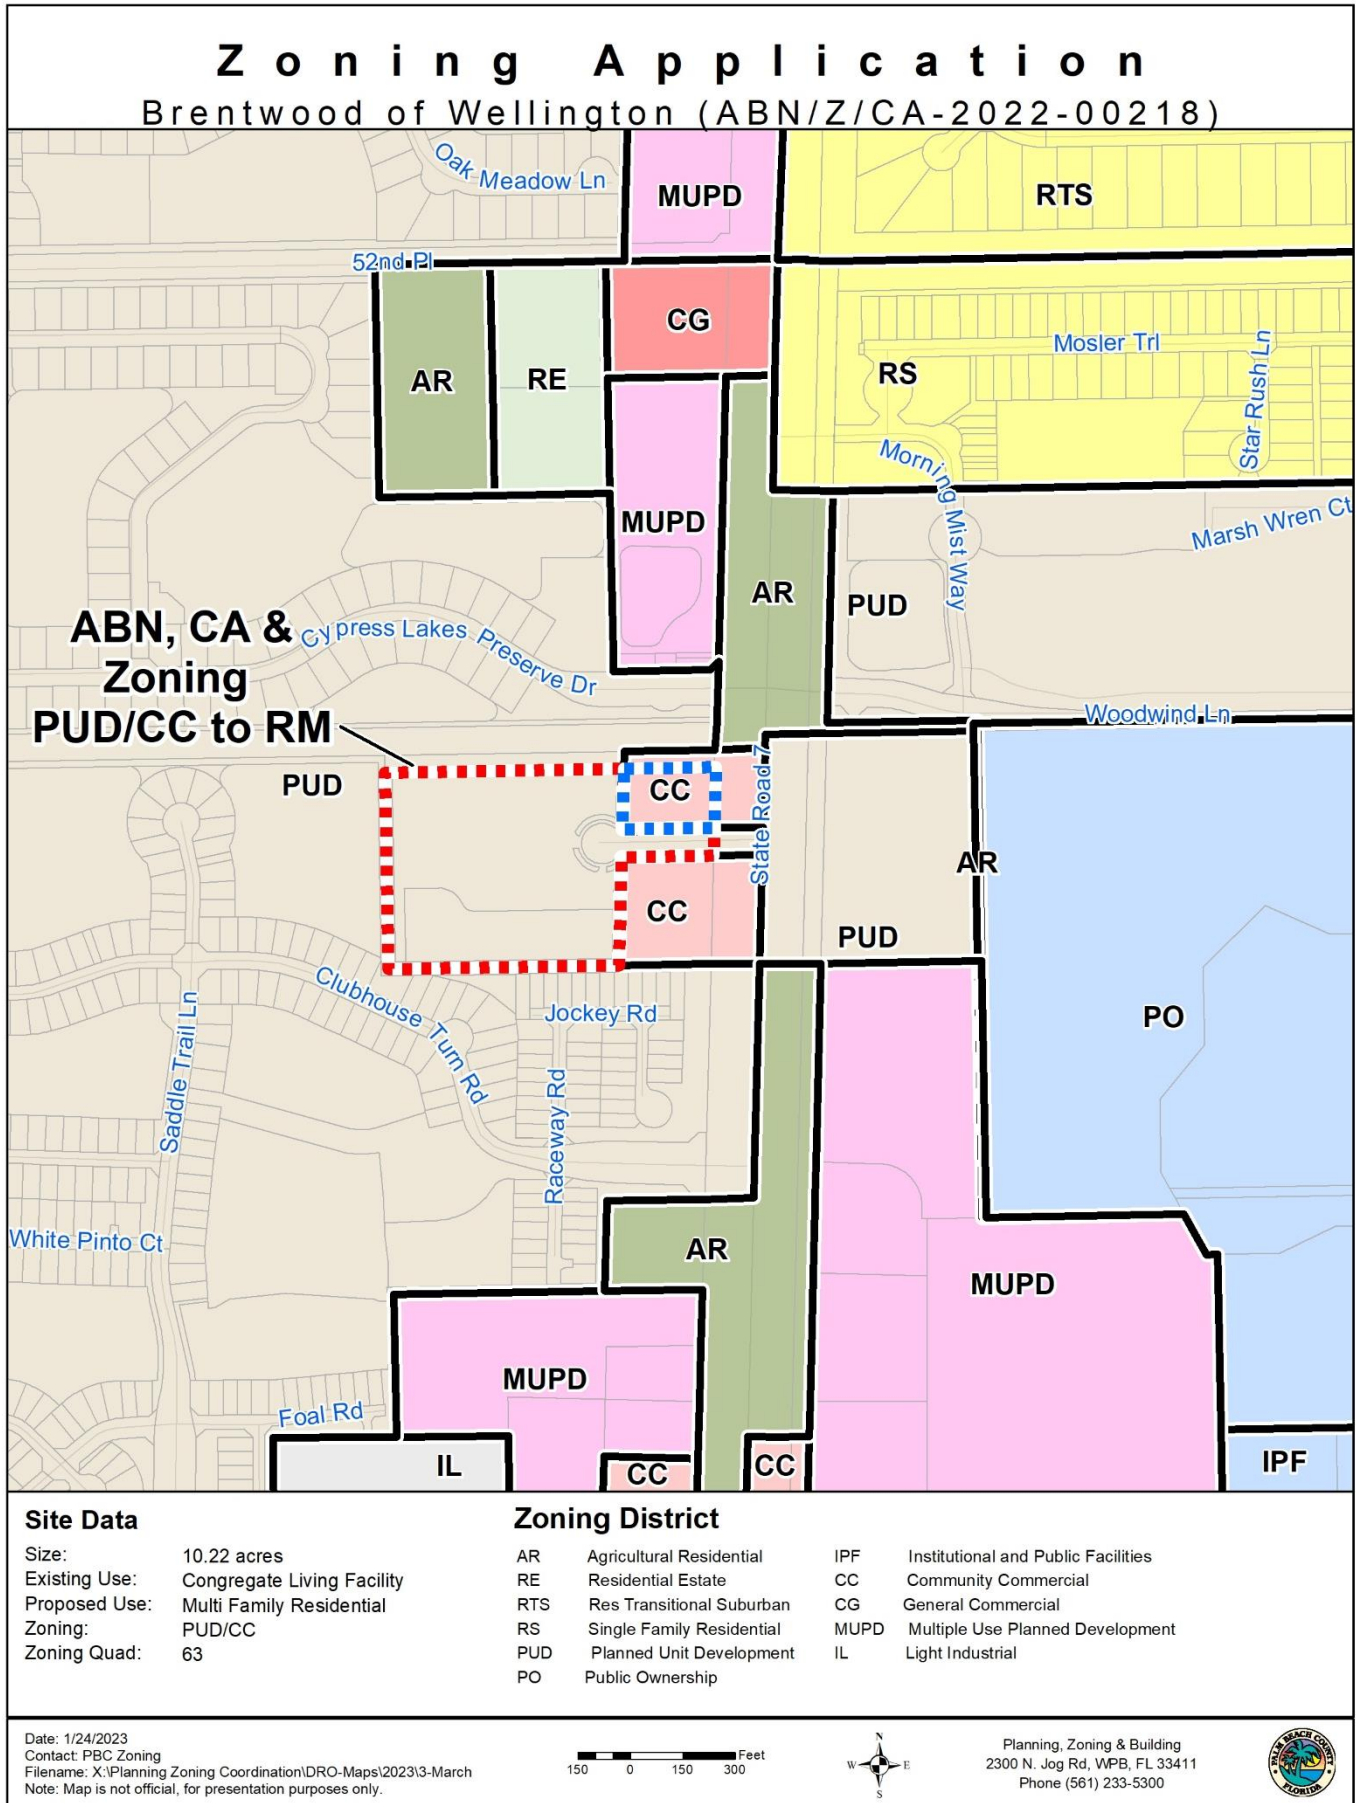 Zoning Application
Brentwood of Wellington (ABN/Z/CA-2022-00218)
Oak Meadow Ln
MUPD
RTS
52nd Pl
CG
Mosler Trl
AR
RE
RS
Star Rush Ln
Morning Mist Way
MUPD
Marsh Wren Ct
AR
PUD
ABN, CA &
Zoning
PUD/CC to RM
Cypress Lakes Preserve Dr
Woodwind Ln
PUD
CC
State Road 7
AR
CC
PUD
Clubhouse Turn Rd
Jockey Rd
PO
Saddle Trail Ln
Raceway Rd
White Pinto Ct
AR
MUPD
MUPD
Foal Rd
IL
CC
CC
IPF
Site Data
Size: 10.22 acres
Existing Use: Congregate Living Facility
Proposed Use: Multi Family Residential
Zoning: PUD/CC
Zoning Quad: 63
Zoning District
AR Agricultural Residential
RE Residential Estate
RTS Res Transitional Suburban
RS Single Family Residential
PUD Planned Unit Development
PO Public Ownership
IPF Institutional and Public Facilities
CC Community Commercial
CG General Commercial
MUPD Multiple Use Planned Development
IL Light Industrial
Date: 1/24/2023
Contact: PBC Zoning
Filename: X:\Planning Zoning Coordination\DRO-Maps\2023\3-March
Note: Map is not official, for presentation purposes only.
Feet
150 0 150 300
N
W E
S
Planning, Zoning & Building
2300 N. Jog Rd, WPB, FL 33411
Phone (561) 233-5300
PALM BEACH COUNTY
FLORIDA